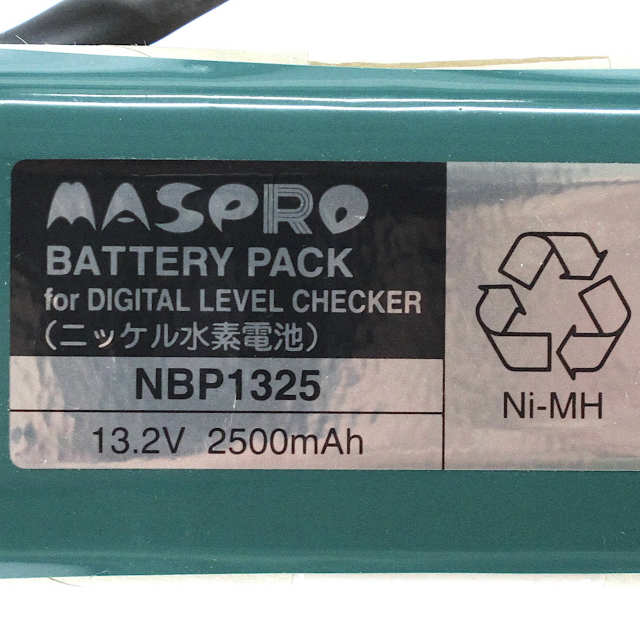 MASPRO
BATTERY PACK
for DIGITAL LEVEL CHECKER
（ニッケル水素電池）
NBP1325
13.2V 2500mAh
Ni-MH